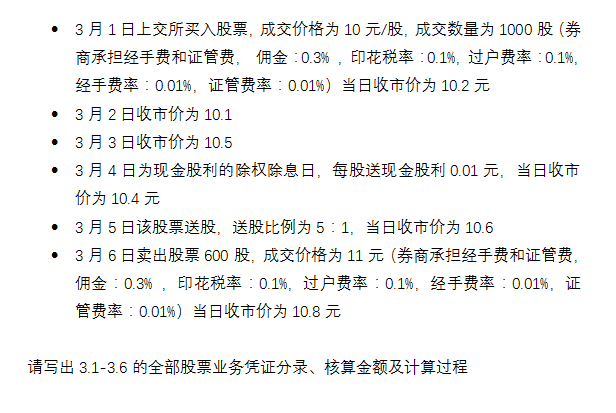 • 3 月 1 日上交所买入股票, 成交价格为 10 元/股, 成交数量为 1000 股 (券
商承担经手费和证管费， 佣金：0.3% ，印花税率：0.1%, 过户费率：0.1%,
经手费率：0.01%，证管费率：0.01%）当日收市价为 10.2 元
• 3 月 2 日收市价为 10.1
• 3 月 3 日收市价为 10.5
• 3 月 4 日为现金股利的除权除息日，每股送现金股利 0.01 元，当日收市
价为 10.4 元
• 3 月 5 日该股票送股，送股比例为 5：1，当日收市价为 10.6
• 3 月 6 日卖出股票 600 股, 成交价格为 11 元 (券商承担经手费和证管费,
佣金：0.3% ，印花税率：0.1%，过户费率：0.1%，经手费率：0.01%，证
管费率：0.01%）当日收市价为 10.8 元
请写出 3.1-3.6 的全部股票业务凭证分录、核算金额及计算过程